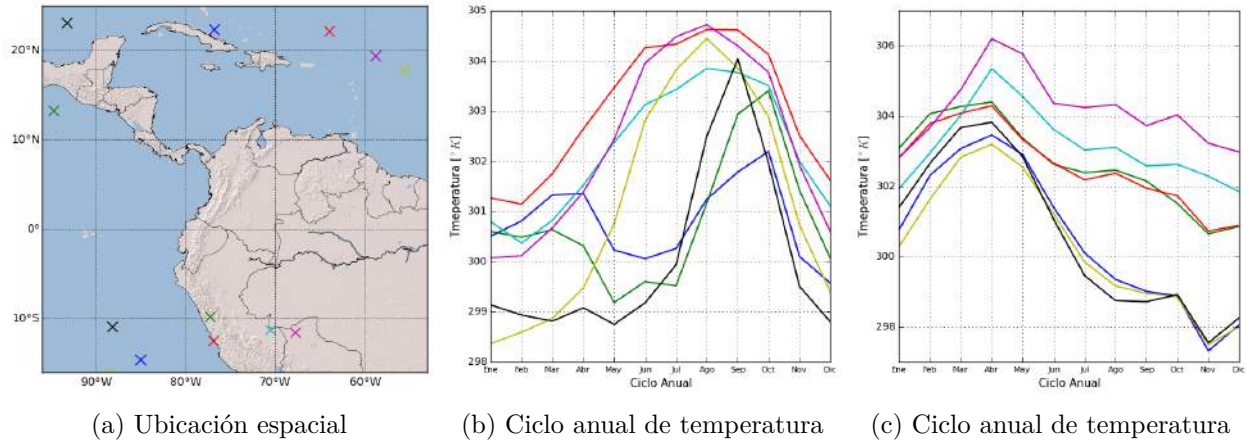 20°N
10°N
0°
10°S
90°W 80°W 70°W 60°W
305
304
303
302
301
300
299
298
Tmeperatura [°K]
Ene Feb Mar Abr May Jun Jul Ago Sep Oct Nov Dic
Ciclo Anual
306
304
302
300
298
Tmeperatura [°K]
Ene Feb Mar Abr May Jun Jul Ago Sep Oct Nov Dic
Ciclo Anual
(a) Ubicación espacial
(b) Ciclo anual de temperatura
(c) Ciclo anual de temperatura